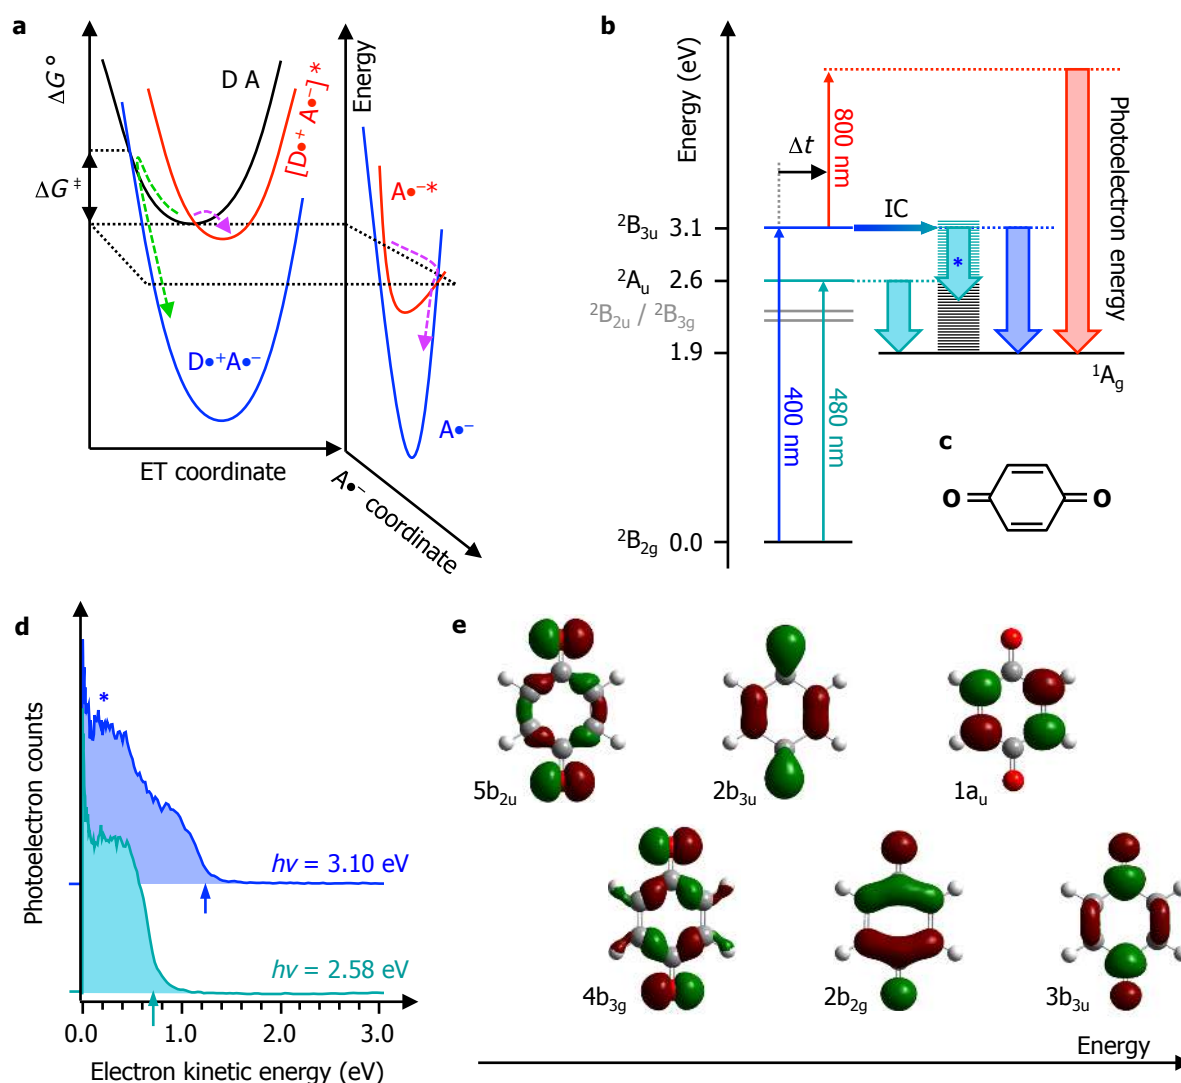 a
ΔG°
ΔG‡
D A
[D•+ A•−]*
D•+A•−
ET coordinate
Energy
A•−*
A•−
A•− coordinate
b
Energy (eV)
Δt
800 nm
Photoelectron energy
IC
²B₃ᵤ 3.1
*
²Aᵤ 2.6
²B₂ᵤ / ²B₃g
1.9
¹Ag
400 nm
480 nm
²B₂g 0.0
c
O O
d
Photoelectron counts
*
hv = 3.10 eV
hv = 2.58 eV
0.0 1.0 2.0 3.0
Electron kinetic energy (eV)
e
5b₂ᵤ 2b₃ᵤ 1aᵤ
4b₃g 2b₂g 3b₃ᵤ
Energy